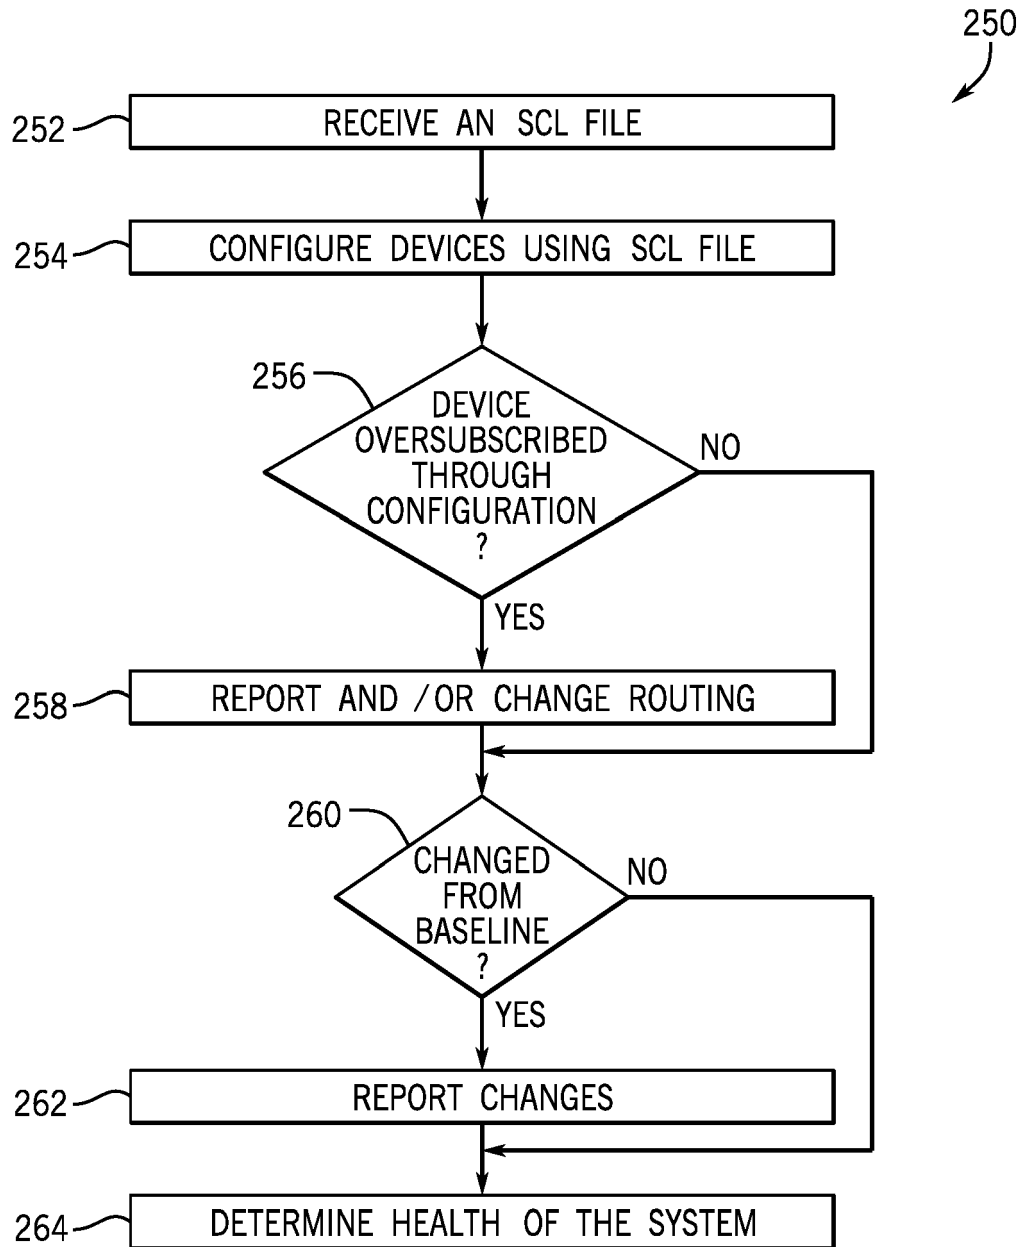 250
252
RECEIVE AN SCL FILE
254
CONFIGURE DEVICES USING SCL FILE
256
DEVICE
OVERSUBSCRIBED
THROUGH
CONFIGURATION
?
NO
YES
258
REPORT AND /OR CHANGE ROUTING
260
CHANGED
FROM
BASELINE
?
NO
YES
262
REPORT CHANGES
264
DETERMINE HEALTH OF THE SYSTEM